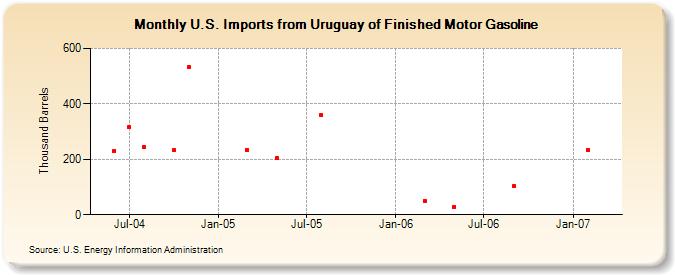 Monthly U.S. Imports from Uruguay of Finished Motor Gasoline
Thousand Barrels
600
400
200
0
Jul-04
Jan-05
Jul-05
Jan-06
Jul-06
Jan-07
Source: U.S. Energy Information Administration